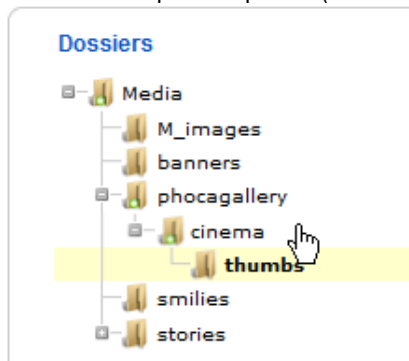 Dossiers
Media
M_images
banners
phocagallery
cinema
thumbs
smilies
stories